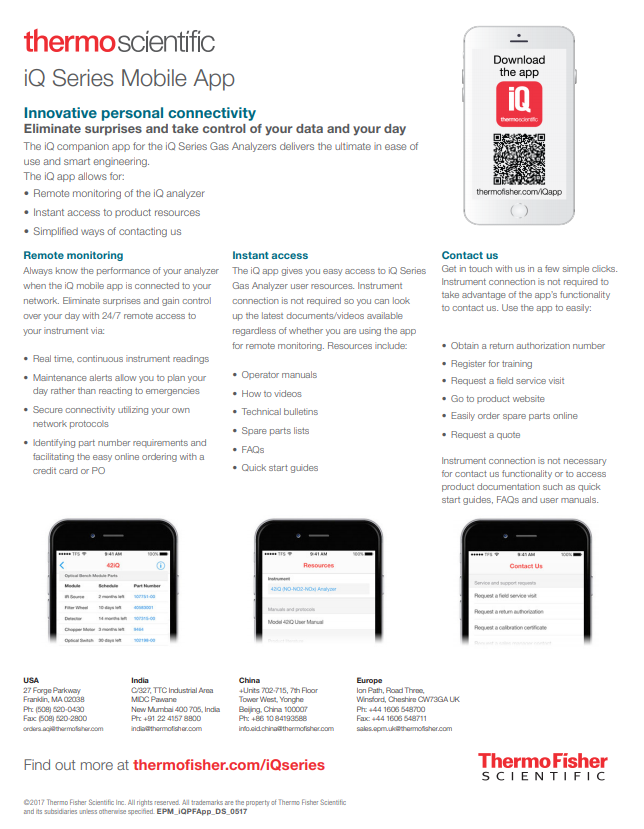 thermoscientific
iQ Series Mobile App
Innovative personal connectivity
Eliminate surprises and take control of your data and your day
The iQ companion app for the iQ Series Gas Analyzers delivers the ultimate in ease of
use and smart engineering.
The iQ app allows for:
• Remote monitoring of the iQ analyzer
• Instant access to product resources
• Simplified ways of contacting us
Download
the app
iQ
thermoscientific
thermofisher.com/iQapp
Remote monitoring
Always know the performance of your analyzer
when the iQ mobile app is connected to your
network. Eliminate surprises and gain control
over your day with 24/7 remote access to
your instrument via:
• Real time, continuous instrument readings
• Maintenance alerts allow you to plan your
day rather than reacting to emergencies
• Secure connectivity utilizing your own
network protocols
• Identifying part number requirements and
facilitating the easy online ordering with a
credit card or PO
Instant access
The iQ app gives you easy access to iQ Series
Gas Analyzer user resources. Instrument
connection is not required so you can look
up the latest documents/videos available
regardless of whether you are using the app
for remote monitoring. Resources include:
• Operator manuals
• How to videos
• Technical bulletins
• Spare parts lists
• FAQs
• Quick start guides
Contact us
Get in touch with us in a few simple clicks.
Instrument connection is not required to
take advantage of the app's functionality
to contact us. Use the app to easily:
• Obtain a return authorization number
• Register for training
• Request a field service visit
• Go to product website
• Easily order spare parts online
• Request a quote
Instrument connection is not necessary
for contact us functionality or to access
product documentation such as quick
start guides, FAQs and user manuals.
TFS 9:41 AM 100%
42iQ
Optical Bench Module Parts
Module Schedule Part Number
IR Source 2 months left
Filter Wheel 10 days left
Detector 14 months left
Chopper Motor 3 months left
Optical Switch 20 days left
TFS 9:41 AM 100%
Resources
Instrument
42iQ (NO-NO2-NOx) Analyzer
Manuals and protocols
Model 42iQ User Manual
TFS 9:41 AM 100%
Contact Us
Service and support requests
Request a field service visit
Request a return authorization
Request a calibration certificate
USA
27 Forge Parkway
Franklin, MA 02038
Ph: (508) 520-0430
Fax: (508) 520-2800
orders.aqi@thermofisher.com
India
C/327, TTC Industrial Area
MIDC Pawane
New Mumbai 400 705, India
Ph: +91 22 4157 8800
india@thermofisher.com
China
+Units 702-715, 7th Floor
Tower West, Yonghe
Beijing, China 100007
Ph: +86 10 84193588
info.eid.china@thermofisher.com
Europe
Ion Path, Road Three,
Winsford, Cheshire CW73GA UK
Ph: +44 1606 548700
Fax: +44 1606 548711
sales.epm.uk@thermofisher.com
Find out more at thermofisher.com/iQseries
ThermoFisher
SCIENTIFIC
©2017 Thermo Fisher Scientific Inc. All rights reserved. All trademarks are the property of Thermo Fisher Scientific
and its subsidiaries unless otherwise specified. EPM_iQPFApp_DS_0517